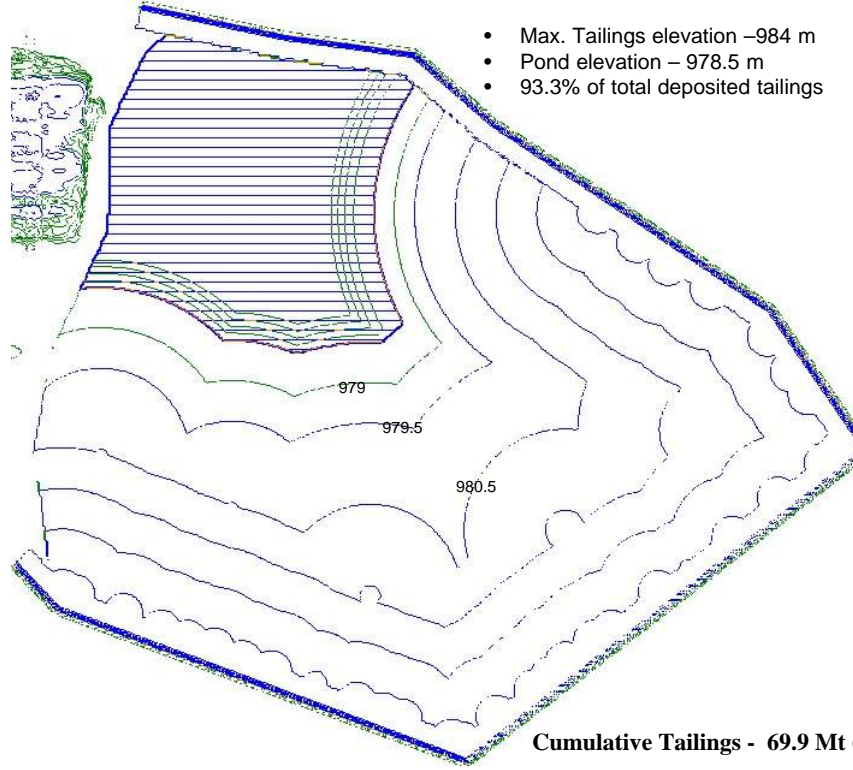 • Max. Tailings elevation –984 m
• Pond elevation – 978.5 m
• 93.3% of total deposited tailings
979
979.5
980.5
Cumulative Tailings - 69.9 Mt